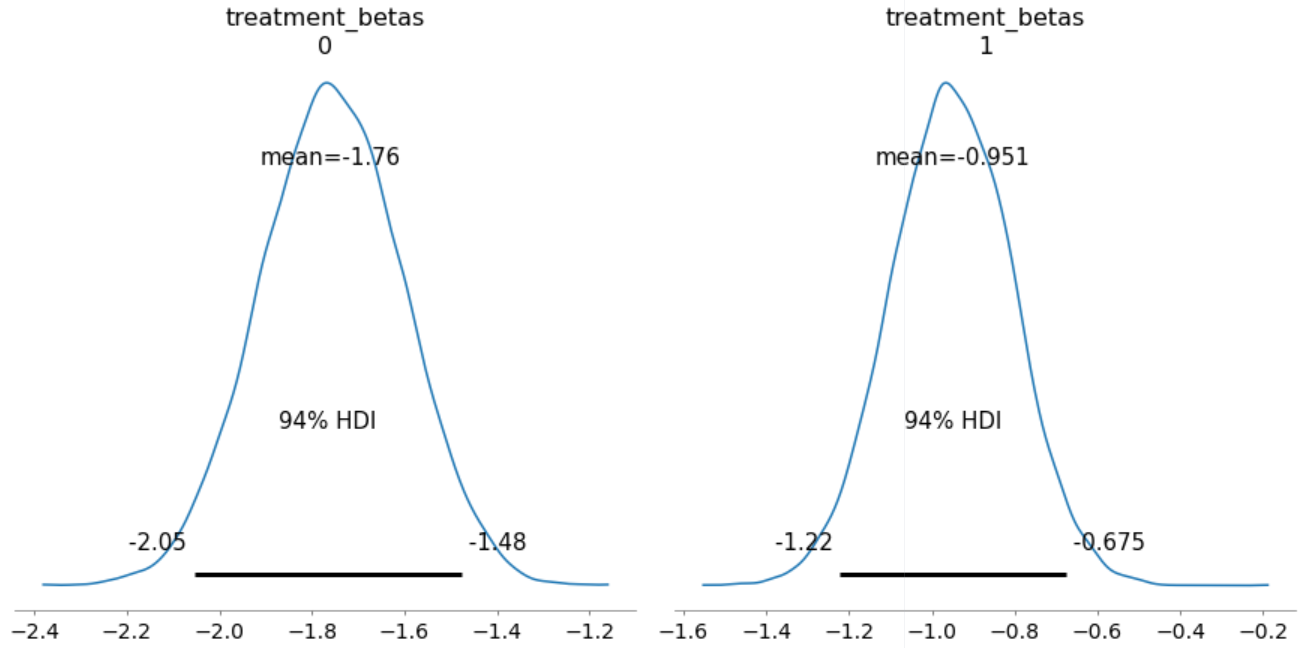 treatment_betas
0
mean=-1.76
94% HDI
-2.05
-1.48
−2.4 −2.2 −2.0 −1.8 −1.6 −1.4 −1.2
treatment_betas
1
mean=-0.951
94% HDI
-1.22
-0.675
−1.6 −1.4 −1.2 −1.0 −0.8 −0.6 −0.4 −0.2